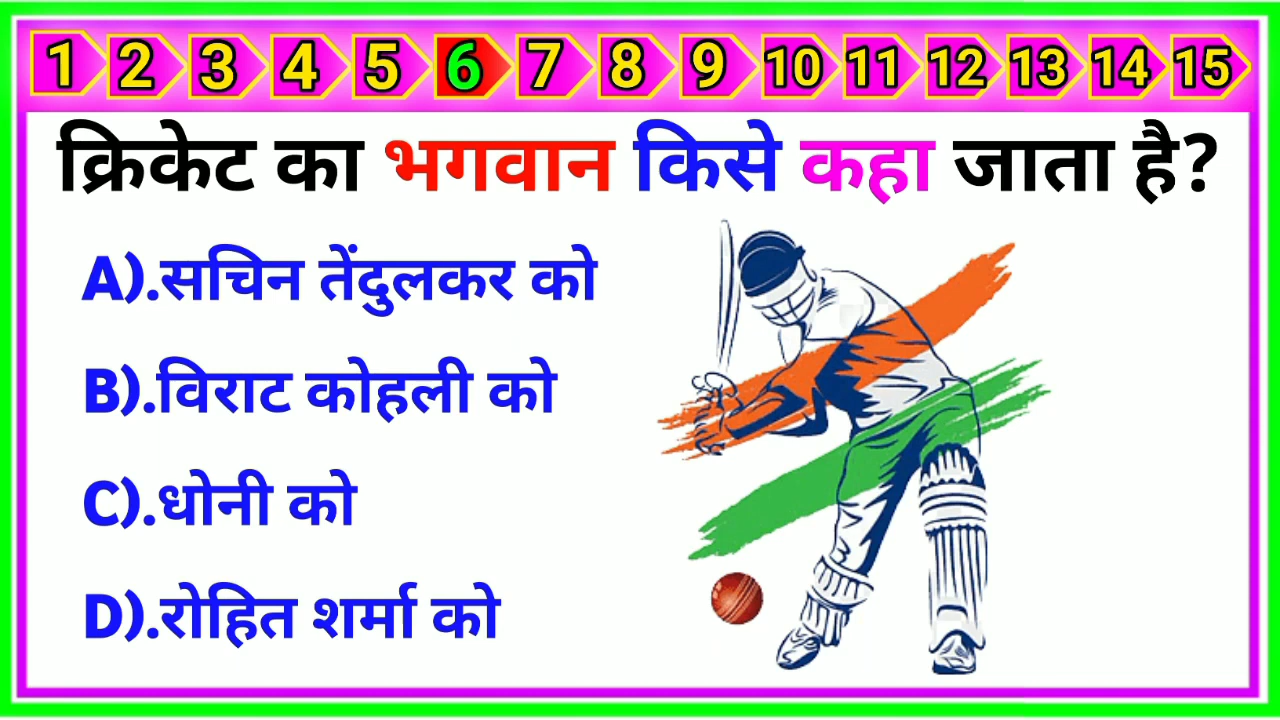 1 2 3 4 5 6 7 8 9 10 11 12 13 14 15
क्रिकेट का भगवान किसे कहा जाता है?
A).सचिन तेंदुलकर को
B).विराट कोहली को
C).धोनी को
D).रोहित शर्मा को